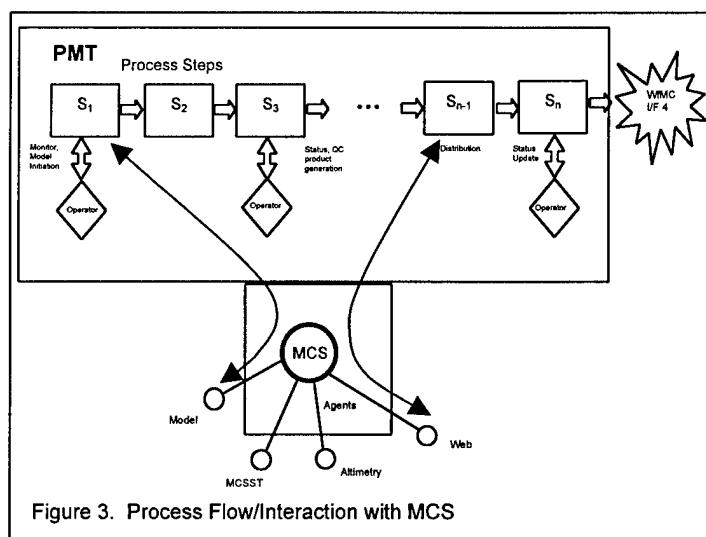 PMT
Process Steps
S1
S2
S3
...
Sn-1
Sn
WfMC
I/F 4
Monitor,
Model
Initiation
Status, QC
product
generation
Distribution
Status
Update
Operator
Operator
Operator
MCS
Agents
Model
Web
MCSST
Altimetry
Figure 3. Process Flow/Interaction with MCS